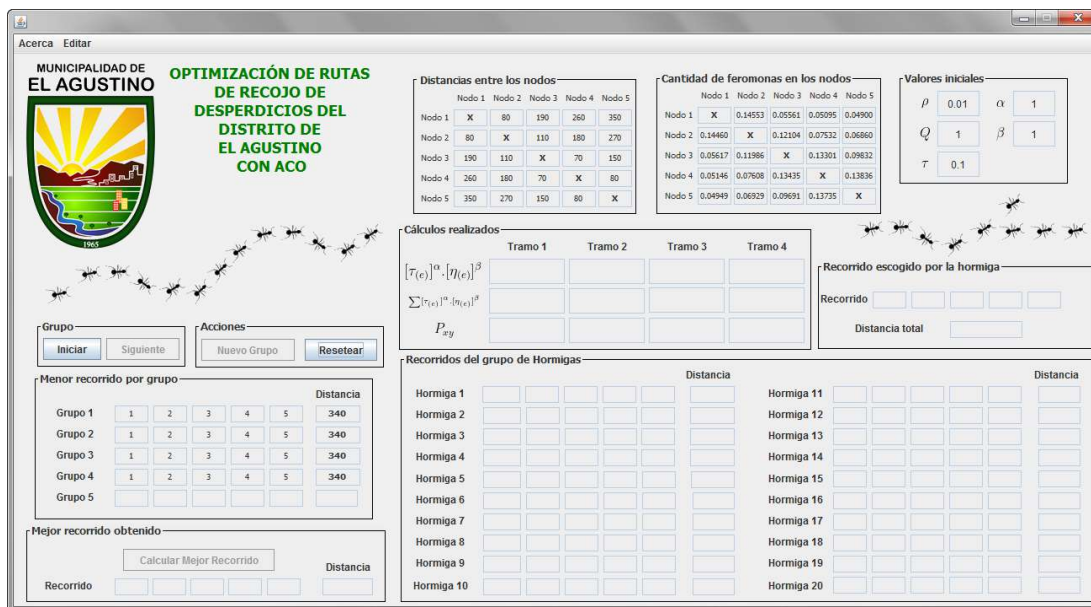 Acerca Editar
MUNICIPALIDAD DE
EL AGUSTINO
1965
OPTIMIZACIÓN DE RUTAS
DE RECOJO DE
DESPERDICIOS DEL
DISTRITO DE
EL AGUSTINO
CON ACO
Distancias entre los nodos
Nodo 1 Nodo 2 Nodo 3 Nodo 4 Nodo 5
Nodo 1 X 80 190 260 350
Nodo 2 80 X 110 180 270
Nodo 3 190 110 X 70 150
Nodo 4 260 180 70 X 80
Nodo 5 350 270 150 80 X
Cantidad de feromonas en los nodos
Nodo 1 Nodo 2 Nodo 3 Nodo 4 Nodo 5
Nodo 1 X 0.14553 0.05561 0.05095 0.04900
Nodo 2 0.14460 X 0.12104 0.07532 0.06860
Nodo 3 0.05617 0.11986 X 0.13301 0.09832
Nodo 4 0.05146 0.07608 0.13435 X 0.13836
Nodo 5 0.04949 0.06929 0.09691 0.13735 X
Valores iniciales
ρ 0.01 α 1
Q 1 β 1
τ 0.1
Cálculos realizados
Tramo 1 Tramo 2 Tramo 3 Tramo 4
[τ(e)]^α.[η(e)]^β
∑[τ(e)]^α.[η(e)]^β
P_xy
Recorrido escogido por la hormiga
Recorrido
Distancia total
Grupo
Iniciar Siguiente
Acciones
Nuevo Grupo Resetear
Menor recorrido por grupo
Distancia
Grupo 1 1 2 3 4 5 340
Grupo 2 1 2 3 4 5 340
Grupo 3 1 2 3 4 5 340
Grupo 4 1 2 3 4 5 340
Grupo 5
Mejor recorrido obtenido
Calcular Mejor Recorrido
Distancia
Recorrido
Recorridos del grupo de Hormigas
Distancia Distancia
Hormiga 1 Hormiga 11
Hormiga 2 Hormiga 12
Hormiga 3 Hormiga 13
Hormiga 4 Hormiga 14
Hormiga 5 Hormiga 15
Hormiga 6 Hormiga 16
Hormiga 7 Hormiga 17
Hormiga 8 Hormiga 18
Hormiga 9 Hormiga 19
Hormiga 10 Hormiga 20